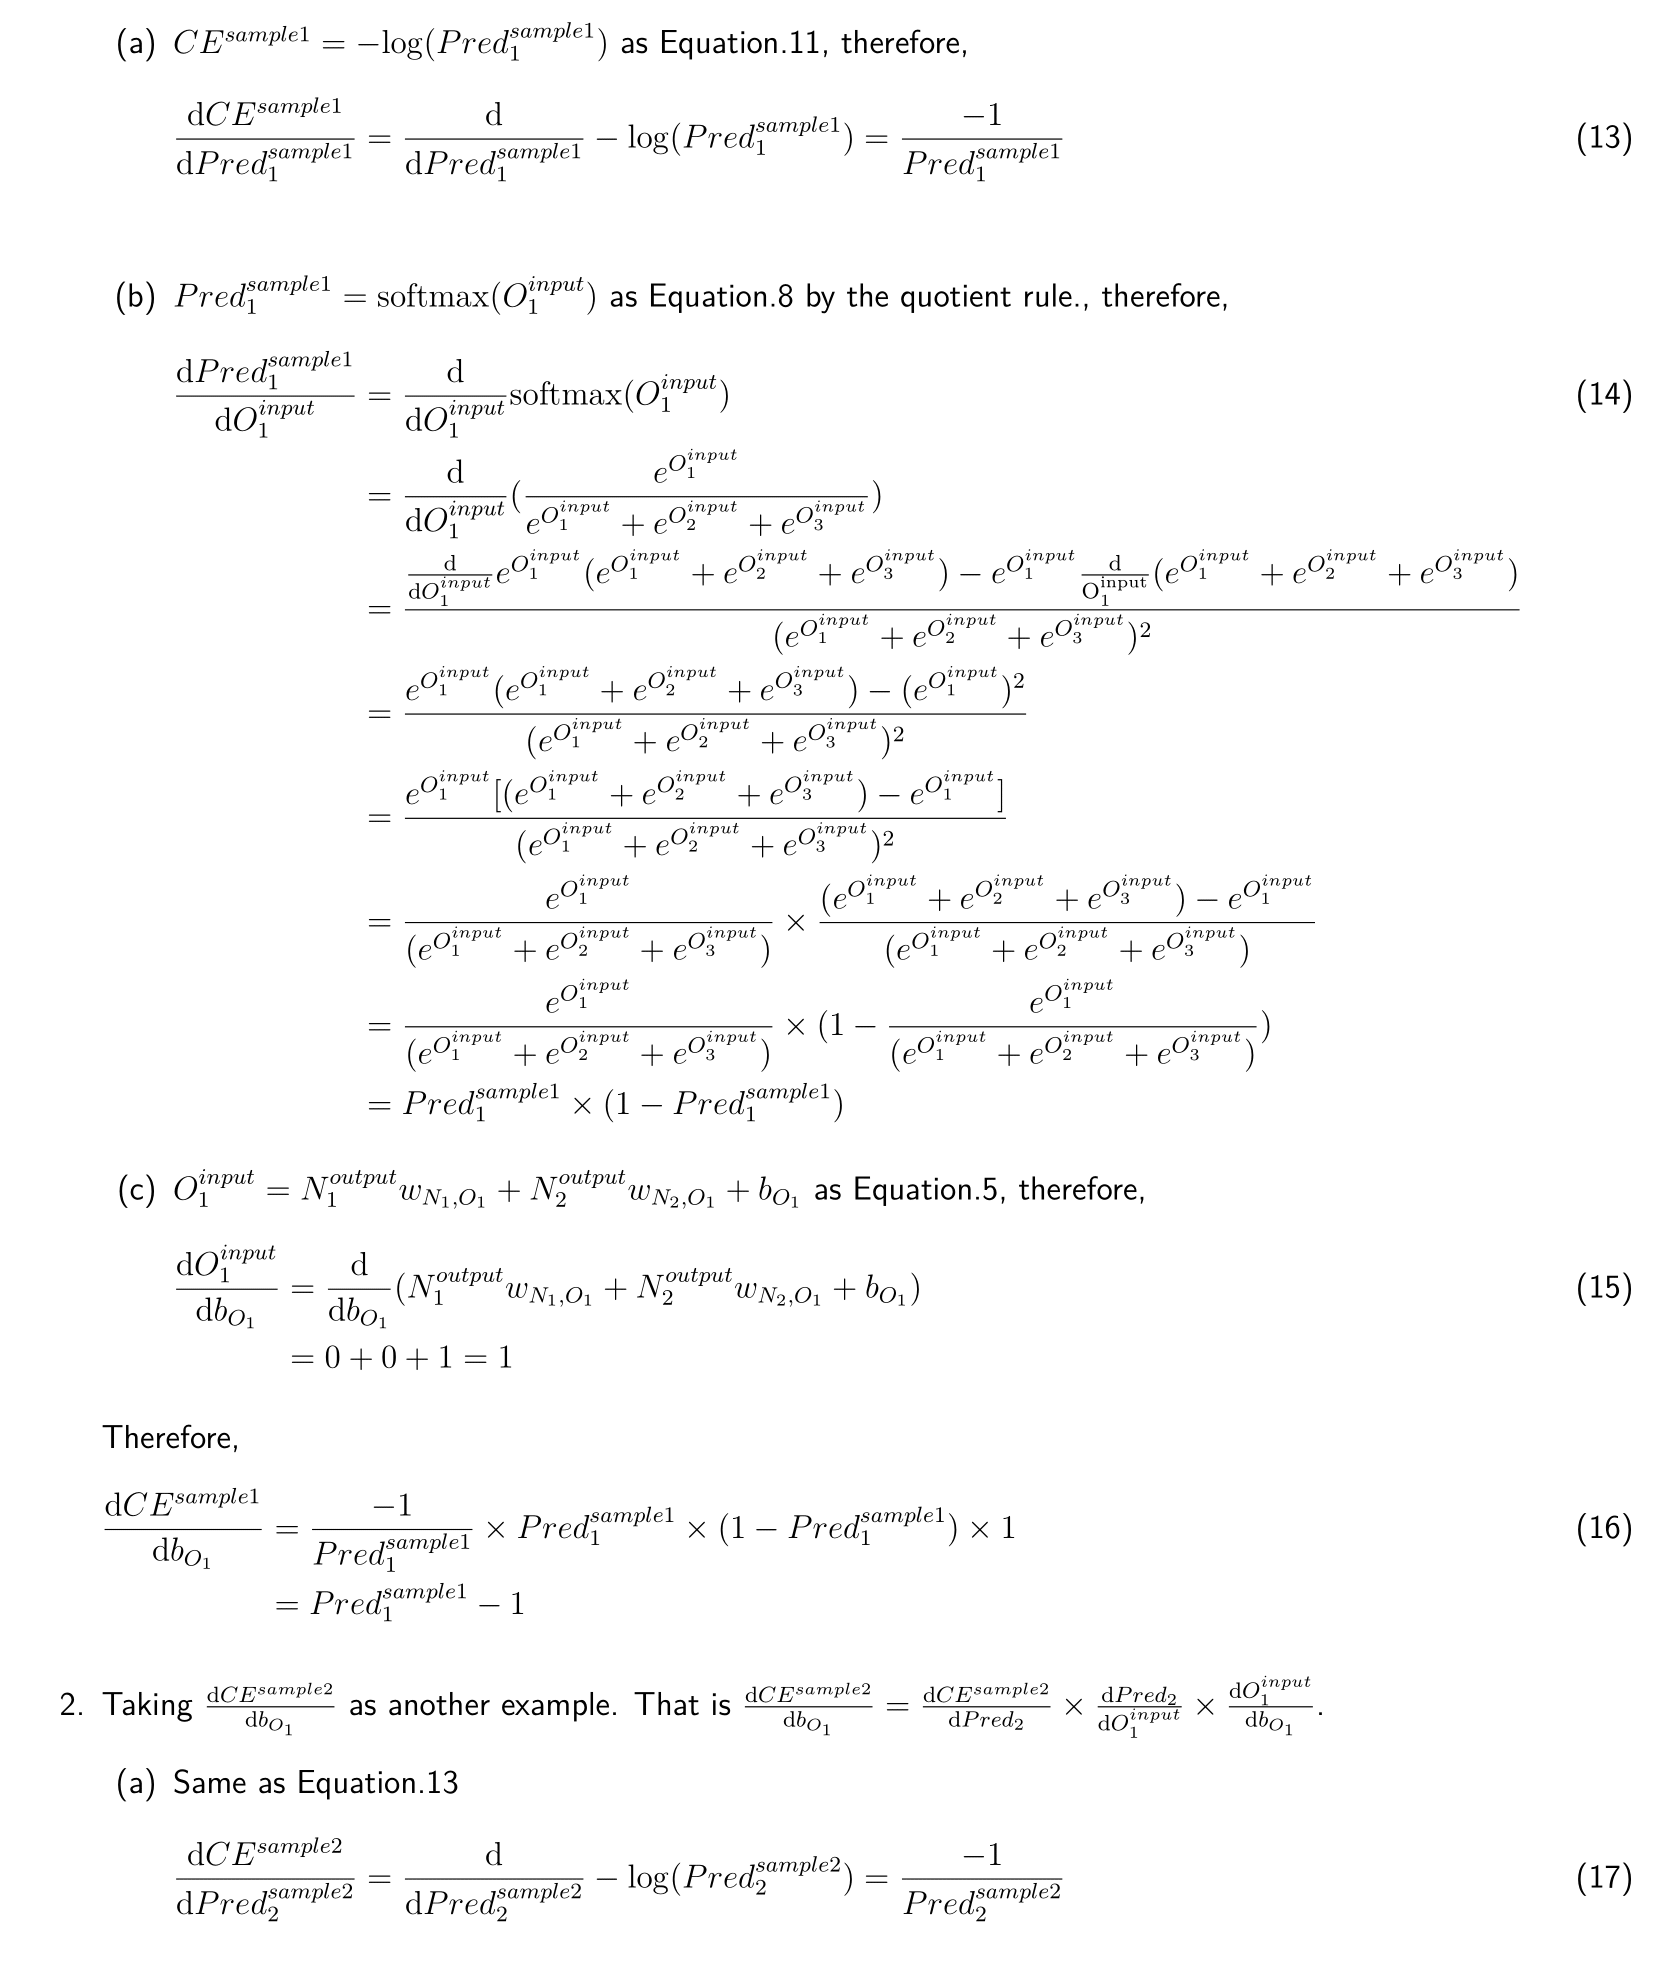 (a) $CE^{sample1} = -\log(Pred_1^{sample1})$ as Equation.11, therefore,
$\frac{\mathrm{d}CE^{sample1}}{\mathrm{d}Pred_1^{sample1}} = \frac{\mathrm{d}}{\mathrm{d}Pred_1^{sample1}} - \log(Pred_1^{sample1}) = \frac{-1}{Pred_1^{sample1}}$ (13)
(b) $Pred_1^{sample1} = \mathrm{softmax}(O_1^{input})$ as Equation.8 by the quotient rule., therefore,
$\frac{\mathrm{d}Pred_1^{sample1}}{\mathrm{d}O_1^{input}} = \frac{\mathrm{d}}{\mathrm{d}O_1^{input}}\mathrm{softmax}(O_1^{input})$ (14)
$= \frac{\mathrm{d}}{\mathrm{d}O_1^{input}}(\frac{e^{O_1^{input}}}{e^{O_1^{input}} + e^{O_2^{input}} + e^{O_3^{input}}})$
$= \frac{\frac{\mathrm{d}}{\mathrm{d}O_1^{input}}e^{O_1^{input}}(e^{O_1^{input}} + e^{O_2^{input}} + e^{O_3^{input}}) - e^{O_1^{input}}\frac{\mathrm{d}}{\mathrm{O}_1^{\mathrm{input}}}(e^{O_1^{input}} + e^{O_2^{input}} + e^{O_3^{input}})}{(e^{O_1^{input}} + e^{O_2^{input}} + e^{O_3^{input}})^2}$
$= \frac{e^{O_1^{input}}(e^{O_1^{input}} + e^{O_2^{input}} + e^{O_3^{input}}) - (e^{O_1^{input}})^2}{(e^{O_1^{input}} + e^{O_2^{input}} + e^{O_3^{input}})^2}$
$= \frac{e^{O_1^{input}}[(e^{O_1^{input}} + e^{O_2^{input}} + e^{O_3^{input}}) - e^{O_1^{input}}]}{(e^{O_1^{input}} + e^{O_2^{input}} + e^{O_3^{input}})^2}$
$= \frac{e^{O_1^{input}}}{(e^{O_1^{input}} + e^{O_2^{input}} + e^{O_3^{input}})} \times \frac{(e^{O_1^{input}} + e^{O_2^{input}} + e^{O_3^{input}}) - e^{O_1^{input}}}{(e^{O_1^{input}} + e^{O_2^{input}} + e^{O_3^{input}})}$
$= \frac{e^{O_1^{input}}}{(e^{O_1^{input}} + e^{O_2^{input}} + e^{O_3^{input}})} \times (1 - \frac{e^{O_1^{input}}}{(e^{O_1^{input}} + e^{O_2^{input}} + e^{O_3^{input}})})$
$= Pred_1^{sample1} \times (1 - Pred_1^{sample1})$
(c) $O_1^{input} = N_1^{output}w_{N_1,O_1} + N_2^{output}w_{N_2,O_1} + b_{O_1}$ as Equation.5, therefore,
$\frac{\mathrm{d}O_1^{input}}{\mathrm{d}b_{O_1}} = \frac{\mathrm{d}}{\mathrm{d}b_{O_1}}(N_1^{output}w_{N_1,O_1} + N_2^{output}w_{N_2,O_1} + b_{O_1})$ (15)
$= 0 + 0 + 1 = 1$
Therefore,
$\frac{\mathrm{d}CE^{sample1}}{\mathrm{d}b_{O_1}} = \frac{-1}{Pred_1^{sample1}} \times Pred_1^{sample1} \times (1 - Pred_1^{sample1}) \times 1$ (16)
$= Pred_1^{sample1} - 1$
2. Taking $\frac{\mathrm{d}CE^{sample2}}{\mathrm{d}b_{O_1}}$ as another example. That is $\frac{\mathrm{d}CE^{sample2}}{\mathrm{d}b_{O_1}} = \frac{\mathrm{d}CE^{sample2}}{\mathrm{d}Pred_2} \times \frac{\mathrm{d}Pred_2}{\mathrm{d}O_1^{input}} \times \frac{\mathrm{d}O_1^{input}}{\mathrm{d}b_{O_1}}$.
(a) Same as Equation.13
$\frac{\mathrm{d}CE^{sample2}}{\mathrm{d}Pred_2^{sample2}} = \frac{\mathrm{d}}{\mathrm{d}Pred_2^{sample2}} - \log(Pred_2^{sample2}) = \frac{-1}{Pred_2^{sample2}}$ (17)